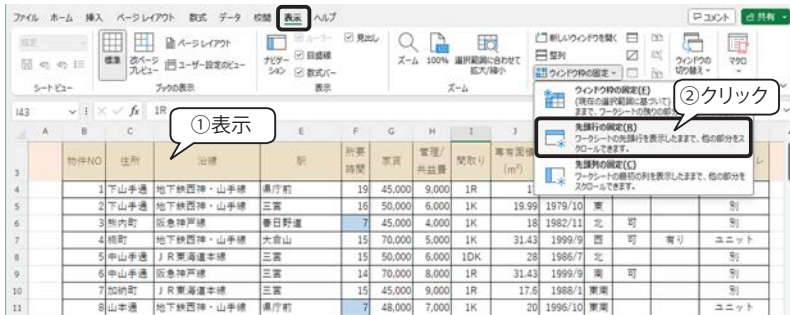 ファイル ホーム 挿入 ページレイアウト 数式 データ 校閲 表示 ヘルプ
コメント 共有
既定
標準 改ページ プレビュー ページレイアウト ユーザー設定のビュー
ナビゲーション ルーラー 見出し 目盛線 数式バー
ズーム 100% 選択範囲に合わせて拡大/縮小
新しいウィンドウを開く 整列 ウィンドウ枠の固定
ウィンドウの切り替え マクロ
シートビュー ブックの表示 表示 ズーム
ウィンドウ枠の固定(F)
(現在の選択範囲に基づいて)
②クリック
先頭行の固定(R)
ワークシートの先頭行を表示したままで、他の部分をスクロールできます。
先頭列の固定(C)
ワークシートの最初の列を表示したままで、他の部分をスクロールできます。
I43 fx 1R
①表示
A B C E F G H I J
3 物件NO 住所 沿線 駅 所要時間 家賃 管理/共益費 間取り 専有面積(m²) レ
4 1 下山手通 地下鉄西神・山手線 県庁前 19 45,000 9,000 1R
5 2 下山手通 地下鉄西神・山手線 三宮 16 50,000 6,000 1K 19.99 1979/10 東 別
6 3 熊内町 阪急神戸線 春日野道 7 45,000 4,000 1K 18 1982/11 北 可 別
7 4 楠町 地下鉄西神・山手線 大倉山 15 70,000 5,000 1K 31.43 1999/9 西 可 有り ユニット
8 5 中山手通 JR東海道本線 三宮 15 50,000 6,000 1DK 28 1986/7 北 別
9 6 中山手通 阪急神戸線 三宮 14 70,000 8,000 1R 31.43 1999/9 南 可 別
10 7 加納町 JR東海道本線 三宮 15 45,000 9,000 1R 17.6 1988/1 東南 別
11 8 山本通 地下鉄西神・山手線 県庁前 7 48,000 7,000 1K 20 1996/10 東南 ユニット